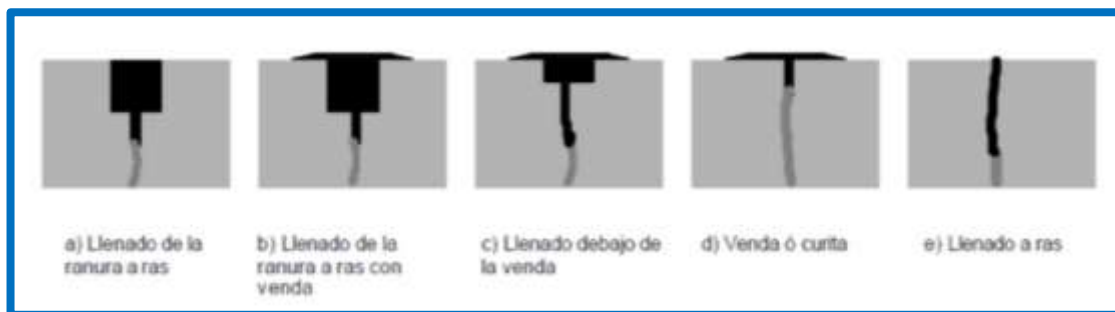 a) Llenado de la
ranura a ras
b) Llenado de la
ranura a ras con
venda
c) Llenado debajo de
la venda
d) Venda ó curita
e) Llenado a ras